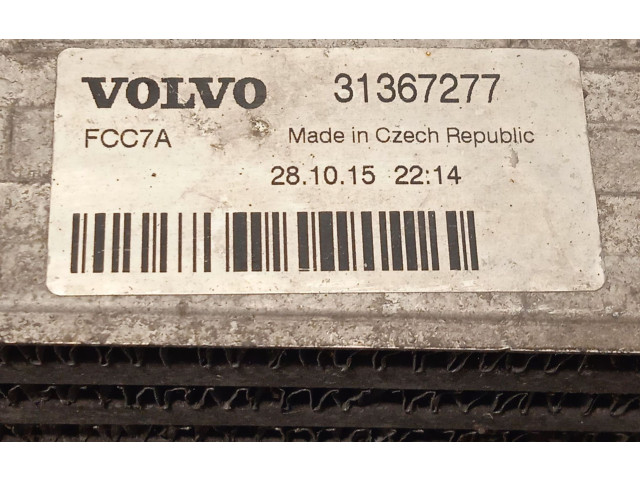 VOLVO 31367277
FCC7A Made in Czech Republic
28.10.15 22:14